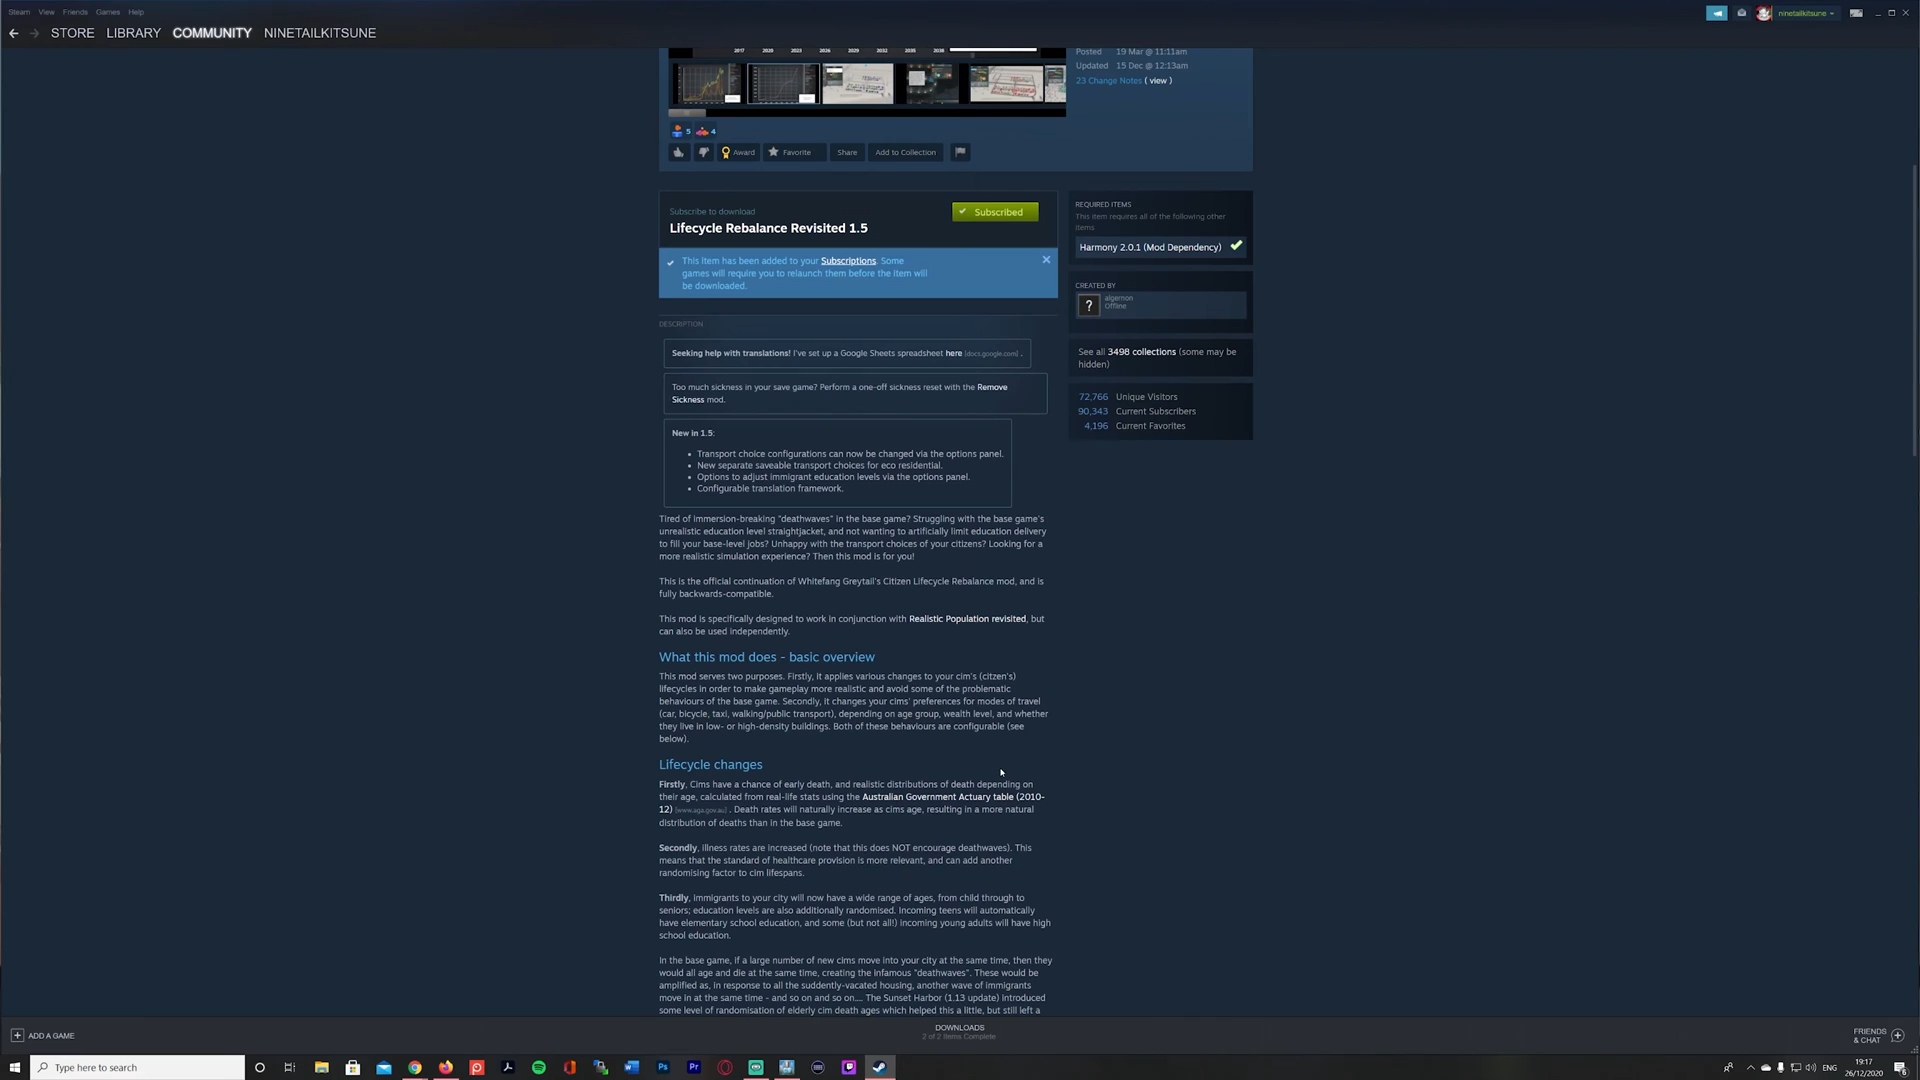 Steam View Friends Games Help
ninetailkitsune
STORE LIBRARY COMMUNITY NINETAILKITSUNE
2017 2020 2023 2026 2029 2032 2035 2038
Posted 19 Mar @ 11:11am
Updated 15 Dec @ 12:13am
23 Change Notes ( view )
5 4
Award Favorite Share Add to Collection
Subscribe to download
Lifecycle Rebalance Revisited 1.5
Subscribed
This item has been added to your Subscriptions. Some
games will require you to relaunch them before the item will
be downloaded.
REQUIRED ITEMS
This item requires all of the following other
items
Harmony 2.0.1 (Mod Dependency)
CREATED BY
?
algernon
Offline
See all 3498 collections (some may be
hidden)
72,766 Unique Visitors
90,343 Current Subscribers
4,196 Current Favorites
DESCRIPTION
Seeking help with translations! I've set up a Google Sheets spreadsheet here [docs.google.com] .
Too much sickness in your save game? Perform a one-off sickness reset with the Remove
Sickness mod.
New in 1.5:
• Transport choice configurations can now be changed via the options panel.
• New separate saveable transport choices for eco residential.
• Options to adjust immigrant education levels via the options panel.
• Configurable translation framework.
Tired of immersion-breaking "deathwaves" in the base game? Struggling with the base game's
unrealistic education level straightjacket, and not wanting to artificially limit education delivery
to fill your base-level jobs? Unhappy with the transport choices of your citizens? Looking for a
more realistic simulation experience? Then this mod is for you!
This is the official continuation of Whitefang Greytail's Citizen Lifecycle Rebalance mod, and is
fully backwards-compatible.
This mod is specifically designed to work in conjunction with Realistic Population revisited, but
can also be used independently.
What this mod does - basic overview
This mod serves two purposes. Firstly, it applies various changes to your cim's (citzen's)
lifecycles in order to make gameplay more realistic and avoid some of the problematic
behaviours of the base game. Secondly, it changes your cims' preferences for modes of travel
(car, bicycle, taxi, walking/public transport), depending on age group, wealth level, and whether
they live in low- or high-density buildings. Both of these behaviours are configurable (see
below).
Lifecycle changes
Firstly, Cims have a chance of early death, and realistic distributions of death depending on
their age, calculated from real-life stats using the Australian Government Actuary table (2010-
12) [www.aga.gov.au] . Death rates will naturally increase as cims age, resulting in a more natural
distribution of deaths than in the base game.
Secondly, illness rates are increased (note that this does NOT encourage deathwaves). This
means that the standard of healthcare provision is more relevant, and can add another
randomising factor to cim lifespans.
Thirdly, Immigrants to your city will now have a wide range of ages, from child through to
seniors; education levels are also additionally randomised. Incoming teens will automatically
have elementary school education, and some (but not all!) incoming young adults will have high
school education.
In the base game, if a large number of new cims move into your city at the same time, then they
would all age and die at the same time, creating the infamous "deathwaves". These would be
amplified as, in response to all the suddenly-vacated housing, another wave of immigrants
move in at the same time - and so on and so on.... The Sunset Harbor (1.13 update) introduced
some level of randomisation of elderly cim death ages which helped this a little, but still left a
ADD A GAME
DOWNLOADS
2 of 2 Items Complete
FRIENDS
& CHAT
Type here to search
ENG
19:17
26/12/2020
6